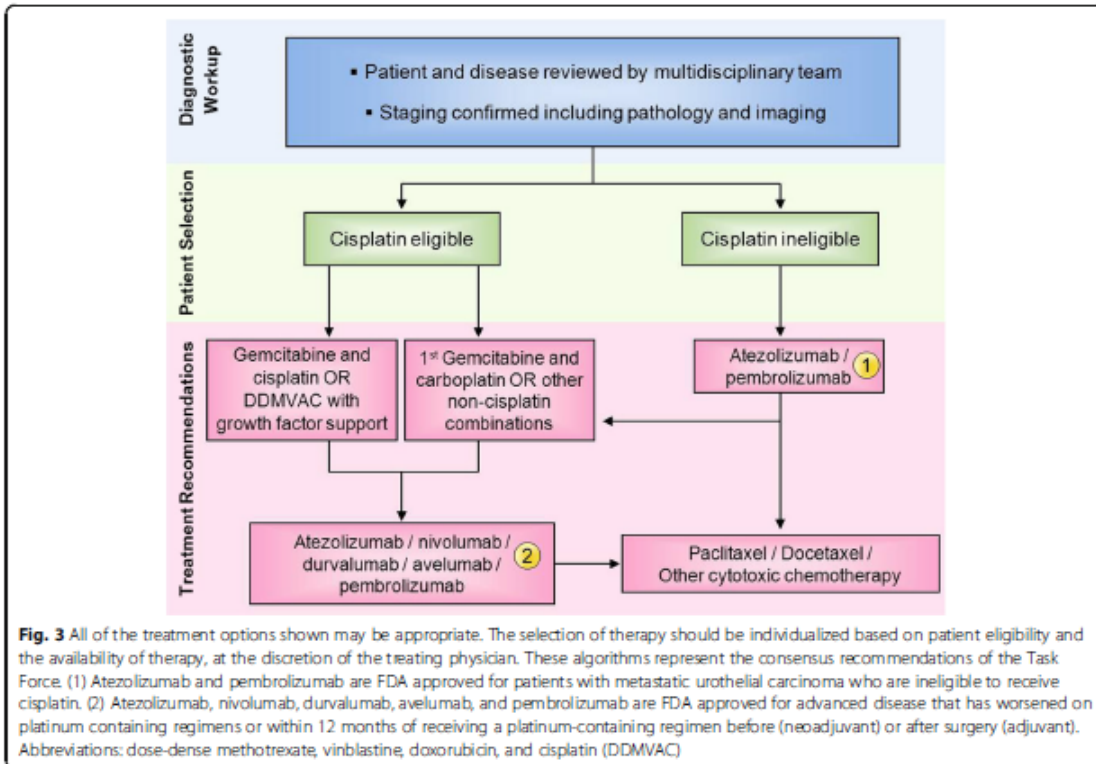 Diagnostic
Workup
▪ Patient and disease reviewed by multidisciplinary team
▪ Staging confirmed including pathology and imaging
Patient Selection
Cisplatin eligible
Cisplatin ineligible
Treatment Recommendations
Gemcitabine and
cisplatin OR
DDMVAC with
growth factor support
1st Gemcitabine and
carboplatin OR other
non-cisplatin
combinations
Atezolizumab /
pembrolizumab
1
Atezolizumab / nivolumab /
durvalumab / avelumab /
pembrolizumab
2
Paclitaxel / Docetaxel /
Other cytotoxic chemotherapy
Fig. 3 All of the treatment options shown may be appropriate. The selection of therapy should be individualized based on patient eligibility and
the availability of therapy, at the discretion of the treating physician. These algorithms represent the consensus recommendations of the Task
Force. (1) Atezolizumab and pembrolizumab are FDA approved for patients with metastatic urothelial carcinoma who are ineligible to receive
cisplatin. (2) Atezolizumab, nivolumab, durvalumab, avelumab, and pembrolizumab are FDA approved for advanced disease that has worsened on
platinum containing regimens or within 12 months of receiving a platinum-containing regimen before (neoadjuvant) or after surgery (adjuvant).
Abbreviations: dose-dense methotrexate, vinblastine, doxorubicin, and cisplatin (DDMVAC)